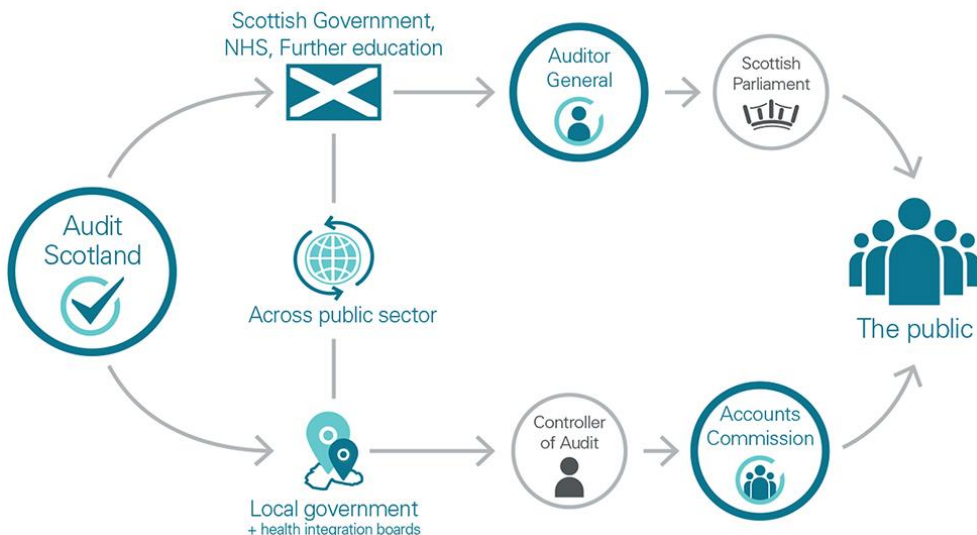 Scottish Government,
NHS, Further education
Auditor
General
Scottish
Parliament
Audit
Scotland
Across public sector
The public
Local government
+ health integration boards
Controller
of Audit
Accounts
Commission